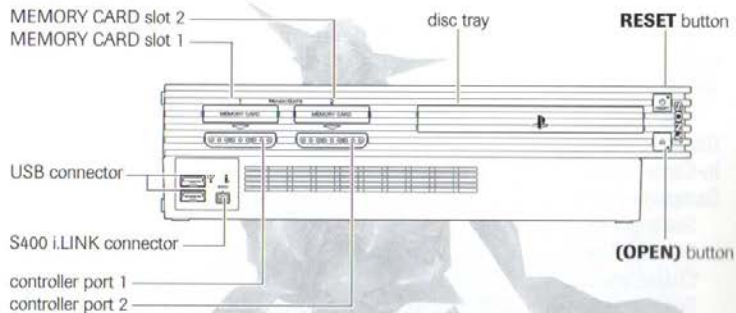 MEMORY CARD slot 2
MEMORY CARD slot 1
disc tray
RESET button
MEMORY CARD
MEMORY CARD
SONY
USB connector
S400 i.LINK connector
(OPEN) button
controller port 1
controller port 2